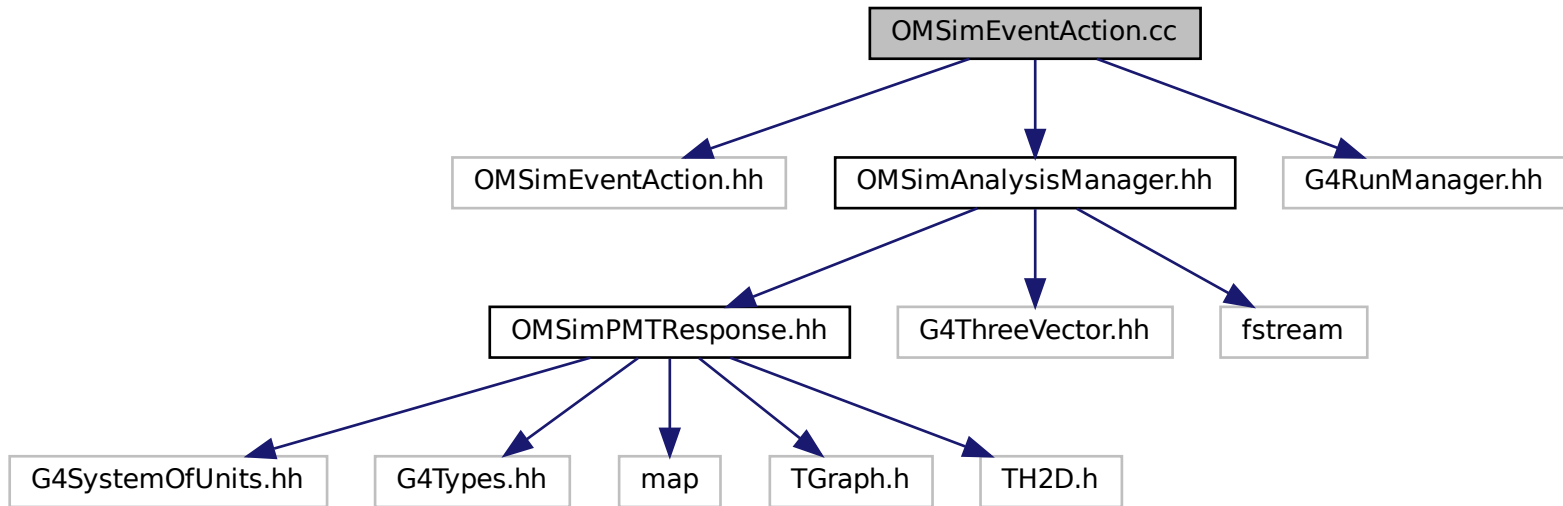 OMSimEventAction.cc
OMSimEventAction.hh
OMSimAnalysisManager.hh
G4RunManager.hh
OMSimPMTResponse.hh
G4ThreeVector.hh
fstream
G4SystemOfUnits.hh
G4Types.hh
map
TGraph.h
TH2D.h